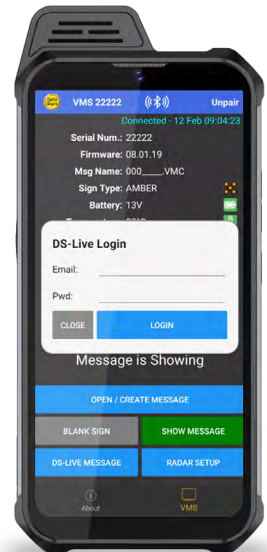 VMS 22222 Unpair
Connected - 12 Feb 09:04:23
Serial Num.: 22222
Firmware: 08.01.19
Msg Name: 000____.VMC
Sign Type: AMBER
Battery: 13V
DS-Live Login
Email:
Pwd:
CLOSE LOGIN
Message is Showing
OPEN / CREATE MESSAGE
BLANK SIGN SHOW MESSAGE
DS-LIVE MESSAGE RADAR SETUP
About VMS